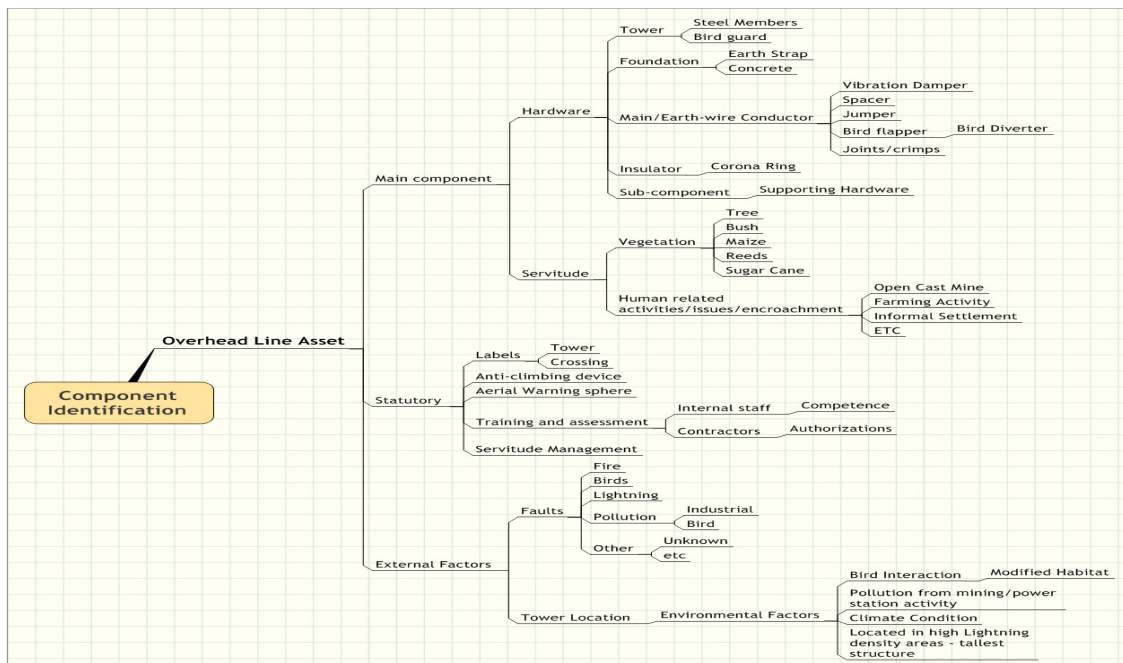 Component
Identification
Overhead Line Asset
Main component
Hardware
Tower
Steel Members
Bird guard
Foundation
Earth Strap
Concrete
Main/Earth-wire Conductor
Vibration Damper
Spacer
Jumper
Bird flapper
Bird Diverter
Joints/crimps
Insulator
Corona Ring
Sub-component
Supporting Hardware
Servitude
Vegetation
Tree
Bush
Maize
Reeds
Sugar Cane
Human related
activities/issues/encroachment
Open Cast Mine
Farming Activity
Informal Settlement
ETC
Statutory
Labels
Tower
Crossing
Anti-climbing device
Aerial Warning sphere
Training and assessment
Internal staff
Competence
Contractors
Authorizations
Servitude Management
External Factors
Faults
Fire
Birds
Lightning
Pollution
Industrial
Bird
Other
Unknown
etc
Tower Location
Environmental Factors
Bird Interaction
Modified Habitat
Pollution from mining/power
station activity
Climate Condition
Located in high Lightning
density areas - tallest
structure